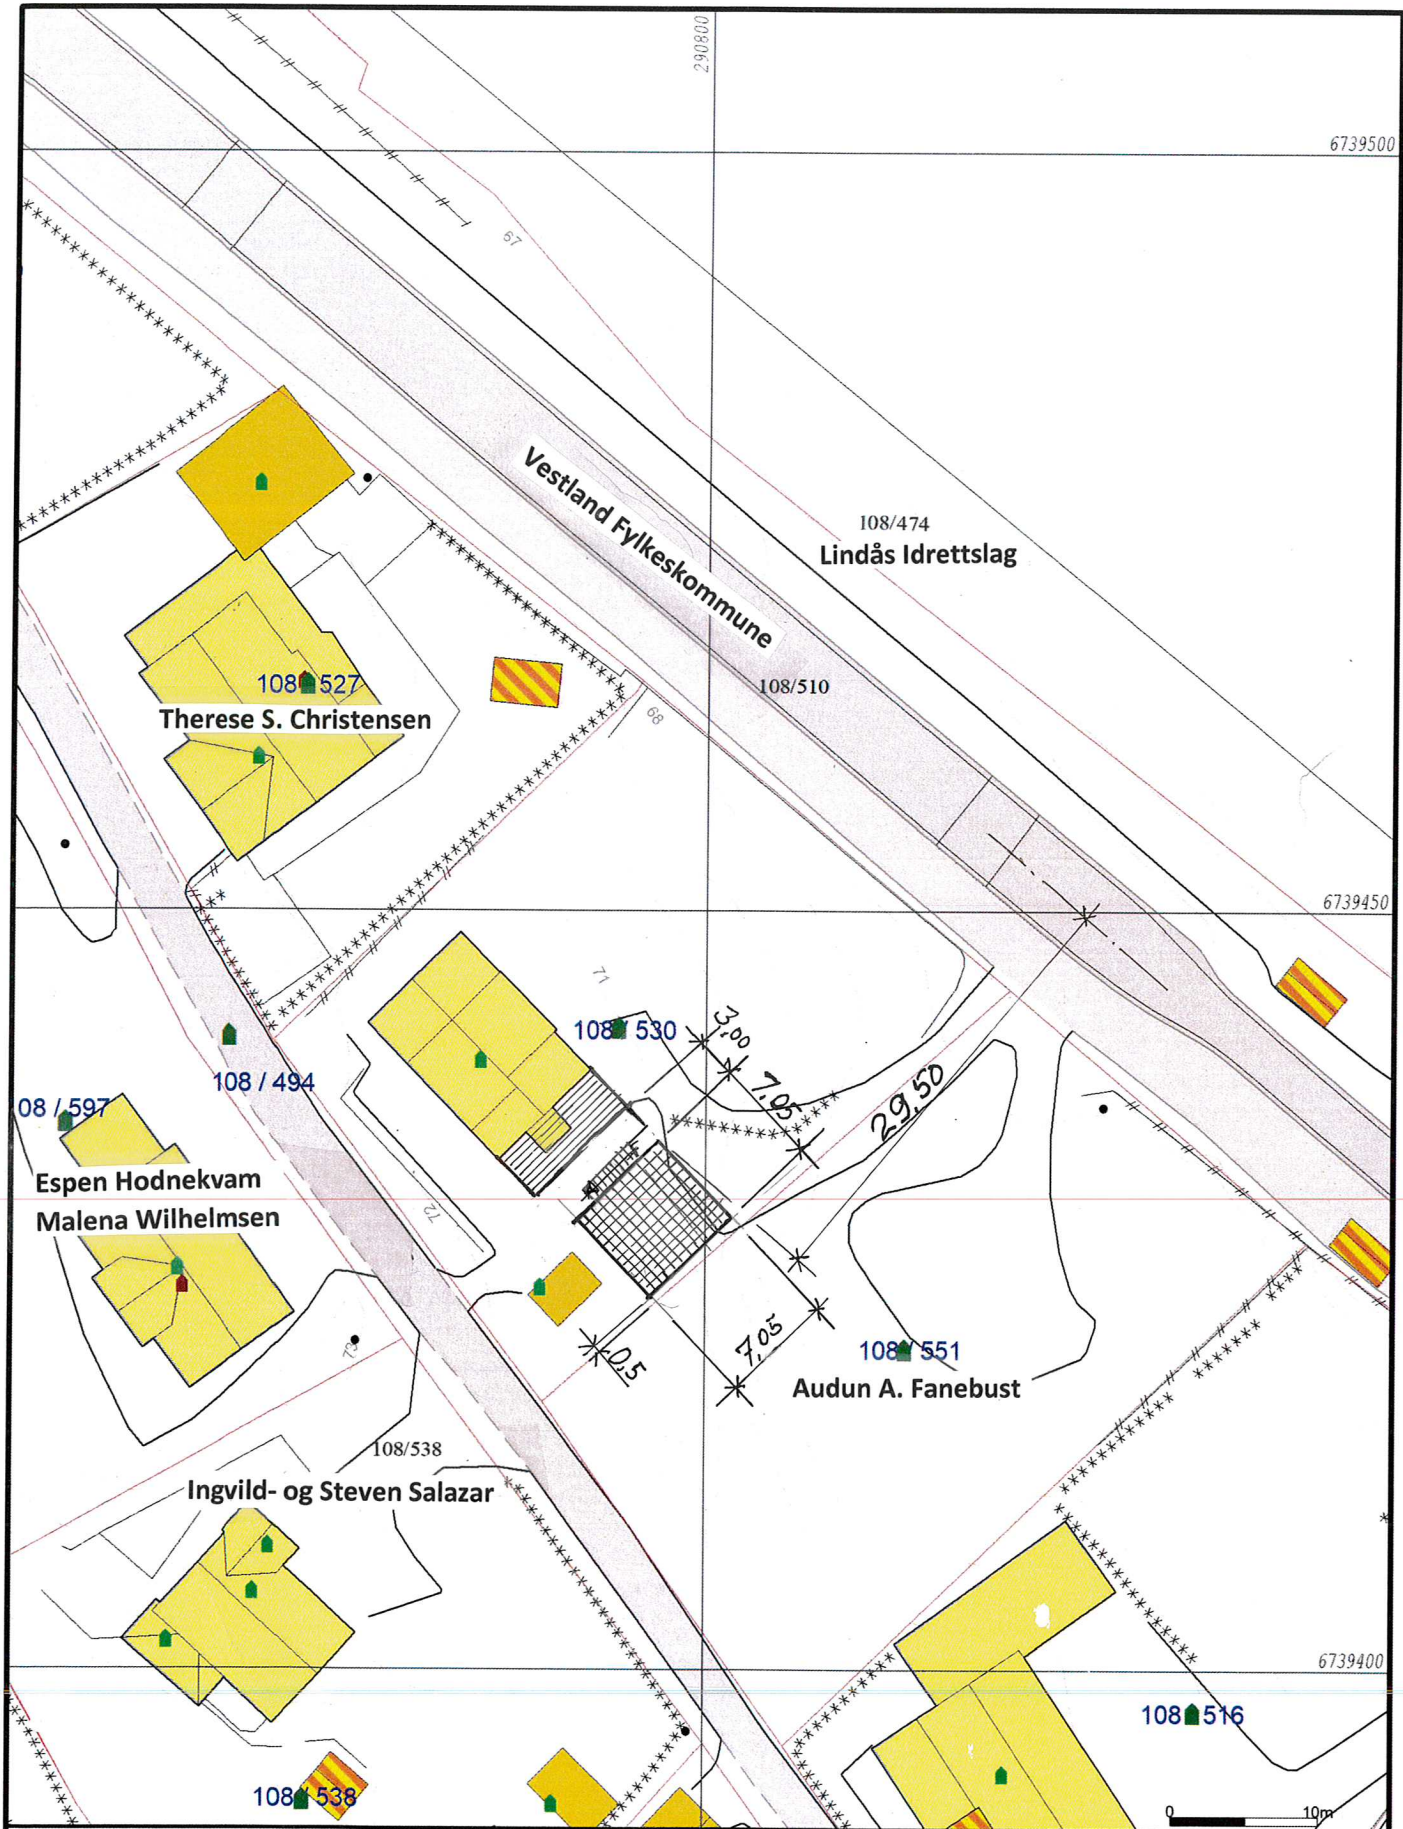 290800
6739500
67
Vestland Fylkeskommune
108/474
Lindås Idrettslag
108/510
108 527
Therese S. Christensen
68
6739450
71
108 / 530
3,00
7,05
29,50
108 / 494
08 / 597
Espen Hodnekvam
Malena Wilhelmsen
72
73
0,5
7,05
108 / 551
Audun A. Fanebust
108/538
Ingvild- og Steven Salazar
6739400
108 516
108 / 538
0 10m